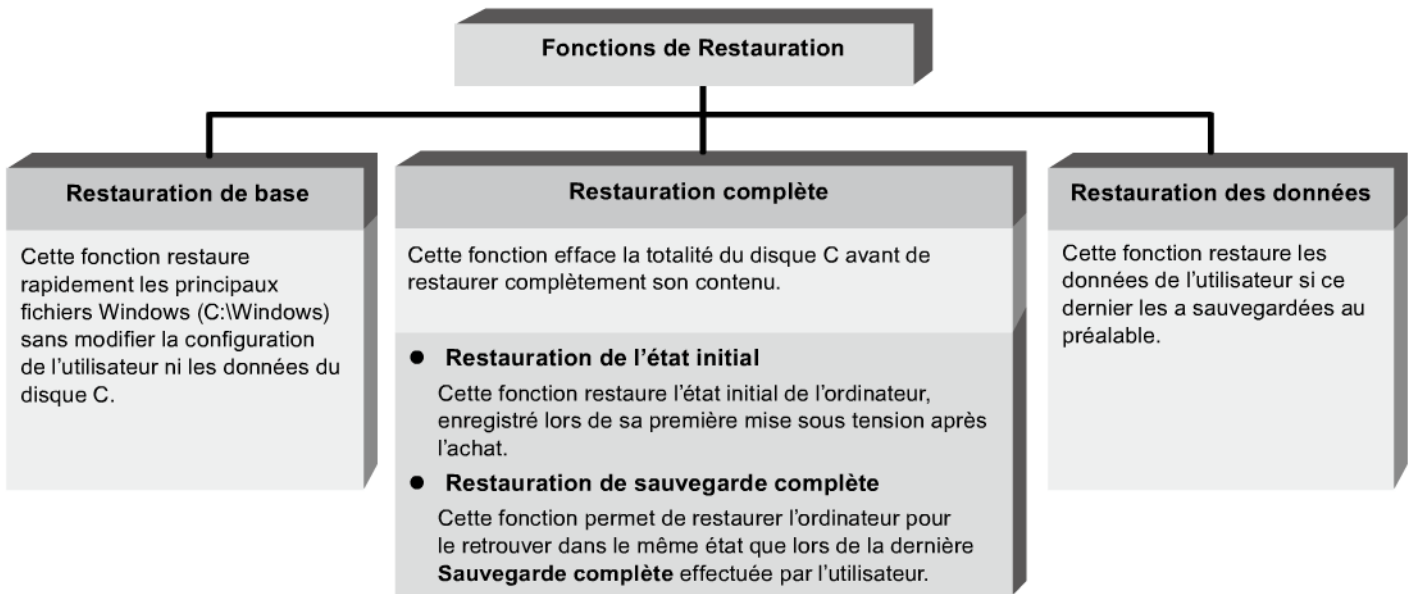 Fonctions de Restauration
Restauration de base
Cette fonction restaure
rapidement les principaux
fichiers Windows (C:\Windows)
sans modifier la configuration
de l'utilisateur ni les données du
disque C.
Restauration complète
Cette fonction efface la totalité du disque C avant de
restaurer complètement son contenu.
● Restauration de l'état initial
Cette fonction restaure l'état initial de l'ordinateur,
enregistré lors de sa première mise sous tension après
l'achat.
● Restauration de sauvegarde complète
Cette fonction permet de restaurer l'ordinateur pour
le retrouver dans le même état que lors de la dernière
Sauvegarde complète effectuée par l'utilisateur.
Restauration des données
Cette fonction restaure les
données de l'utilisateur si ce
dernier les a sauvegardées au
préalable.